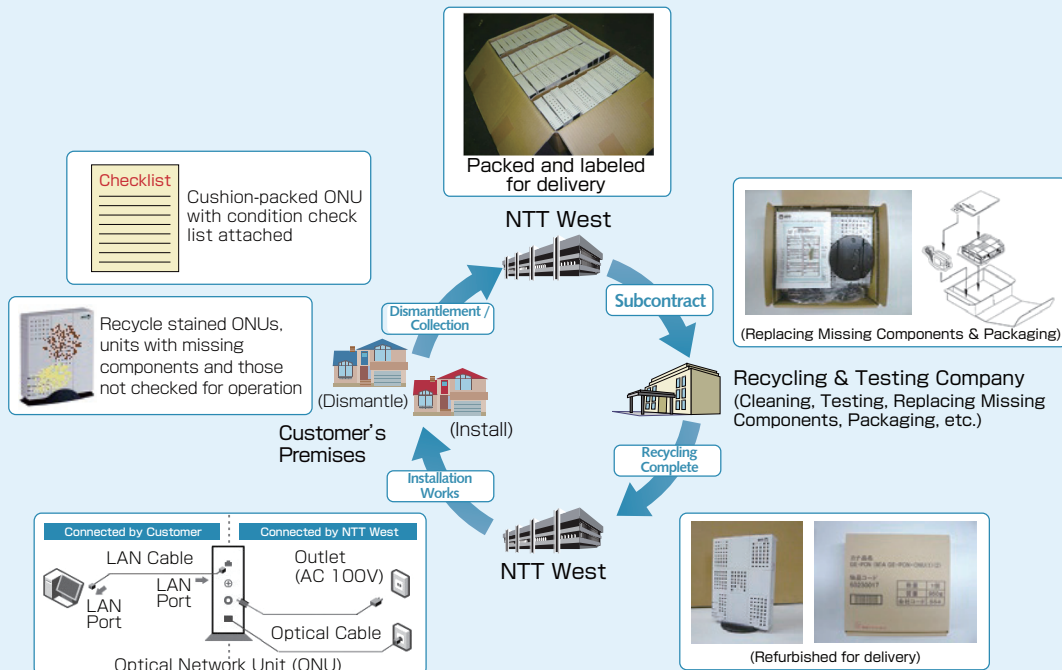 Packed and labeled
for delivery
NTT West
Checklist
Cushion-packed ONU
with condition check
list attached
Recycle stained ONUs,
units with missing
components and those
not checked for operation
Dismantlement /
Collection
Subcontract
(Replacing Missing Components & Packaging)
(Dismantle)
(Install)
Customer's
Premises
Recycling & Testing Company
(Cleaning, Testing, Replacing Missing
Components, Packaging, etc.)
Recycling
Complete
Installation
Works
NTT West
Connected by Customer
Connected by NTT West
LAN Cable
LAN
Port
LAN
Port
Outlet
(AC 100V)
Optical Cable
Optical Network Unit (ONU)
(Refurbished for delivery)